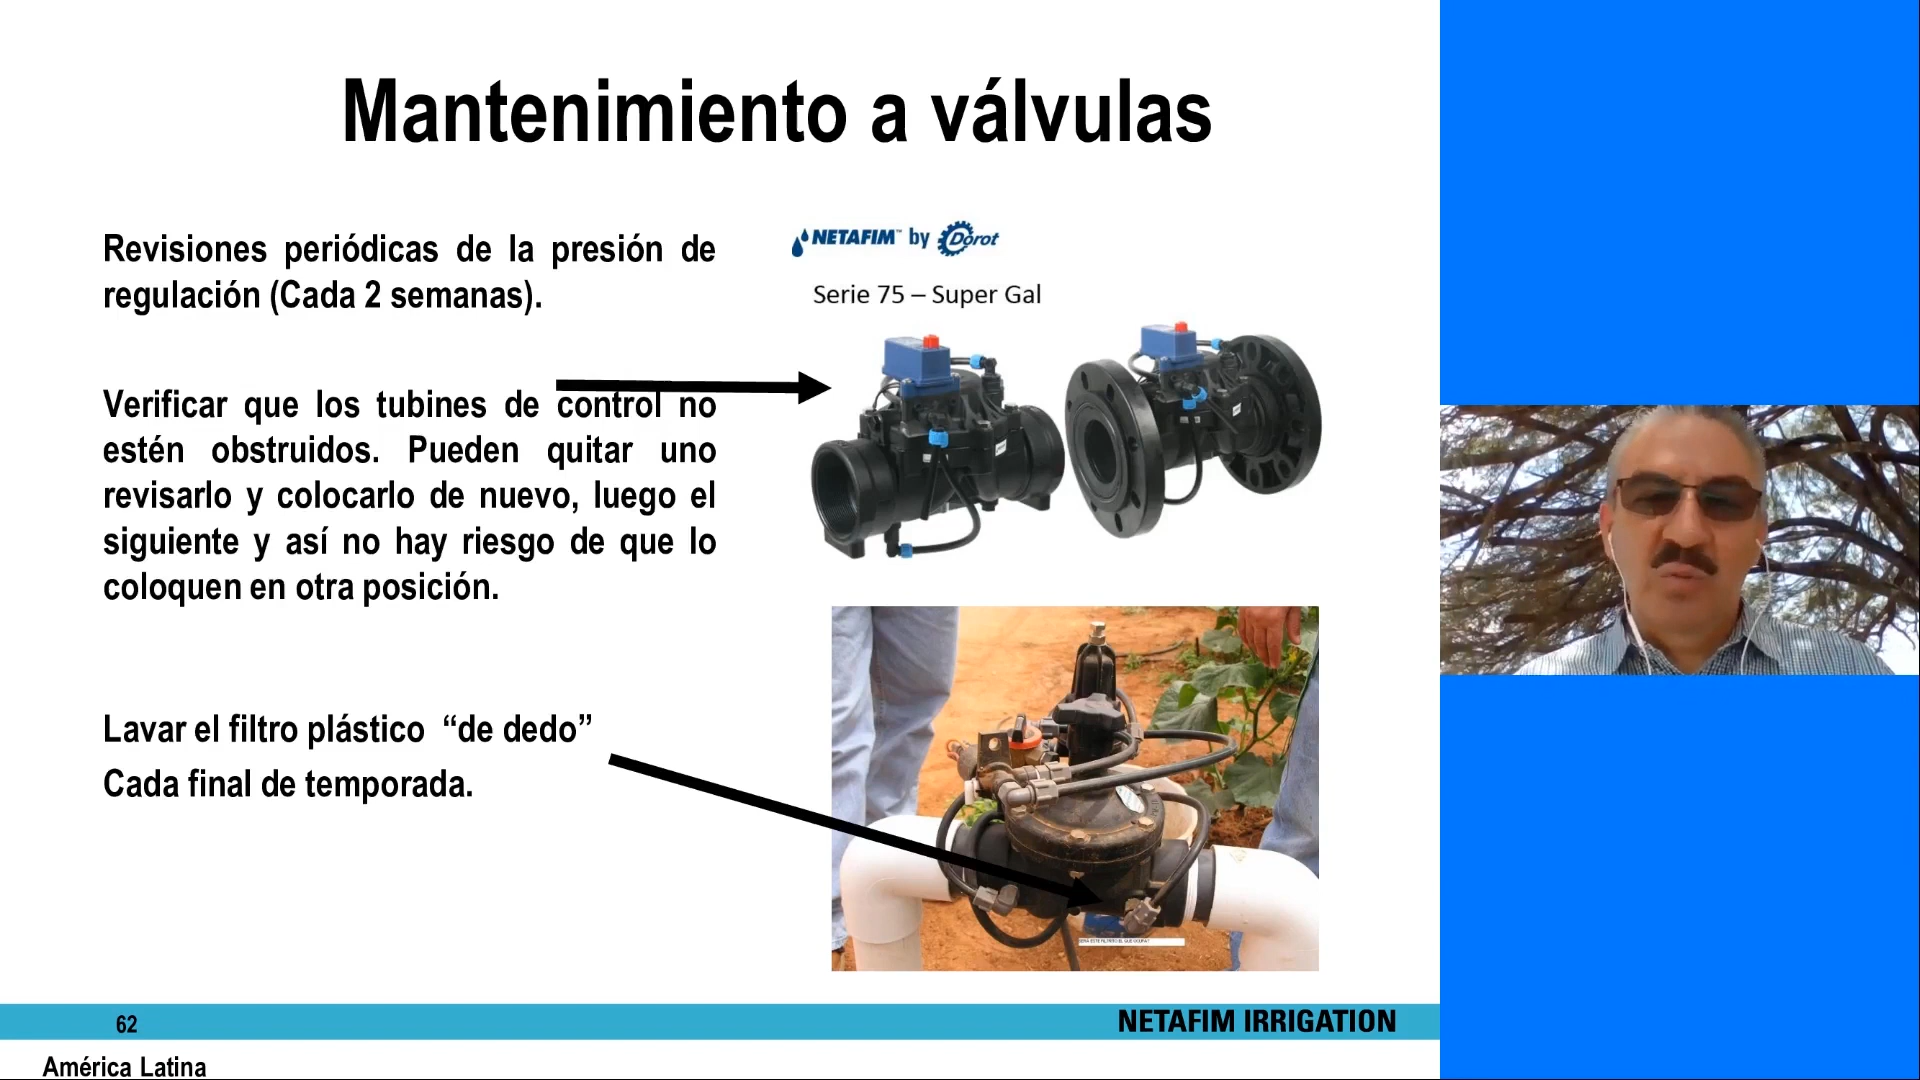 Mantenimiento a válvulas
Revisiones periódicas de la presión de
regulación (Cada 2 semanas).
Verificar que los tubines de control no
estén obstruidos. Pueden quitar uno
revisarlo y colocarlo de nuevo, luego el
siguiente y así no hay riesgo de que lo
coloquen en otra posición.
Lavar el filtro plástico “de dedo”
Cada final de temporada.
NETAFIM™ by Dorot
Serie 75 – Super Gal
62
NETAFIM IRRIGATION
América Latina